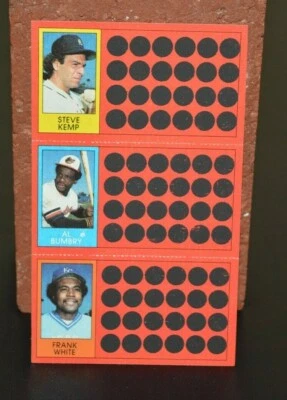 STEVE
KEMP
AL
BUMBRY
FRANK
WHITE